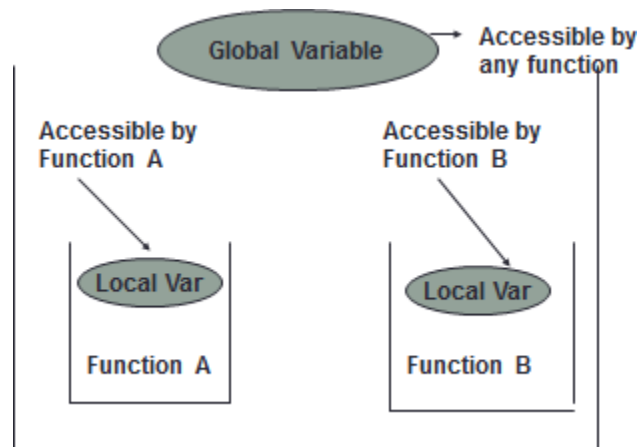 Global Variable
Accessible by
any function
Accessible by
Function A
Accessible by
Function B
Local Var
Function A
Local Var
Function B